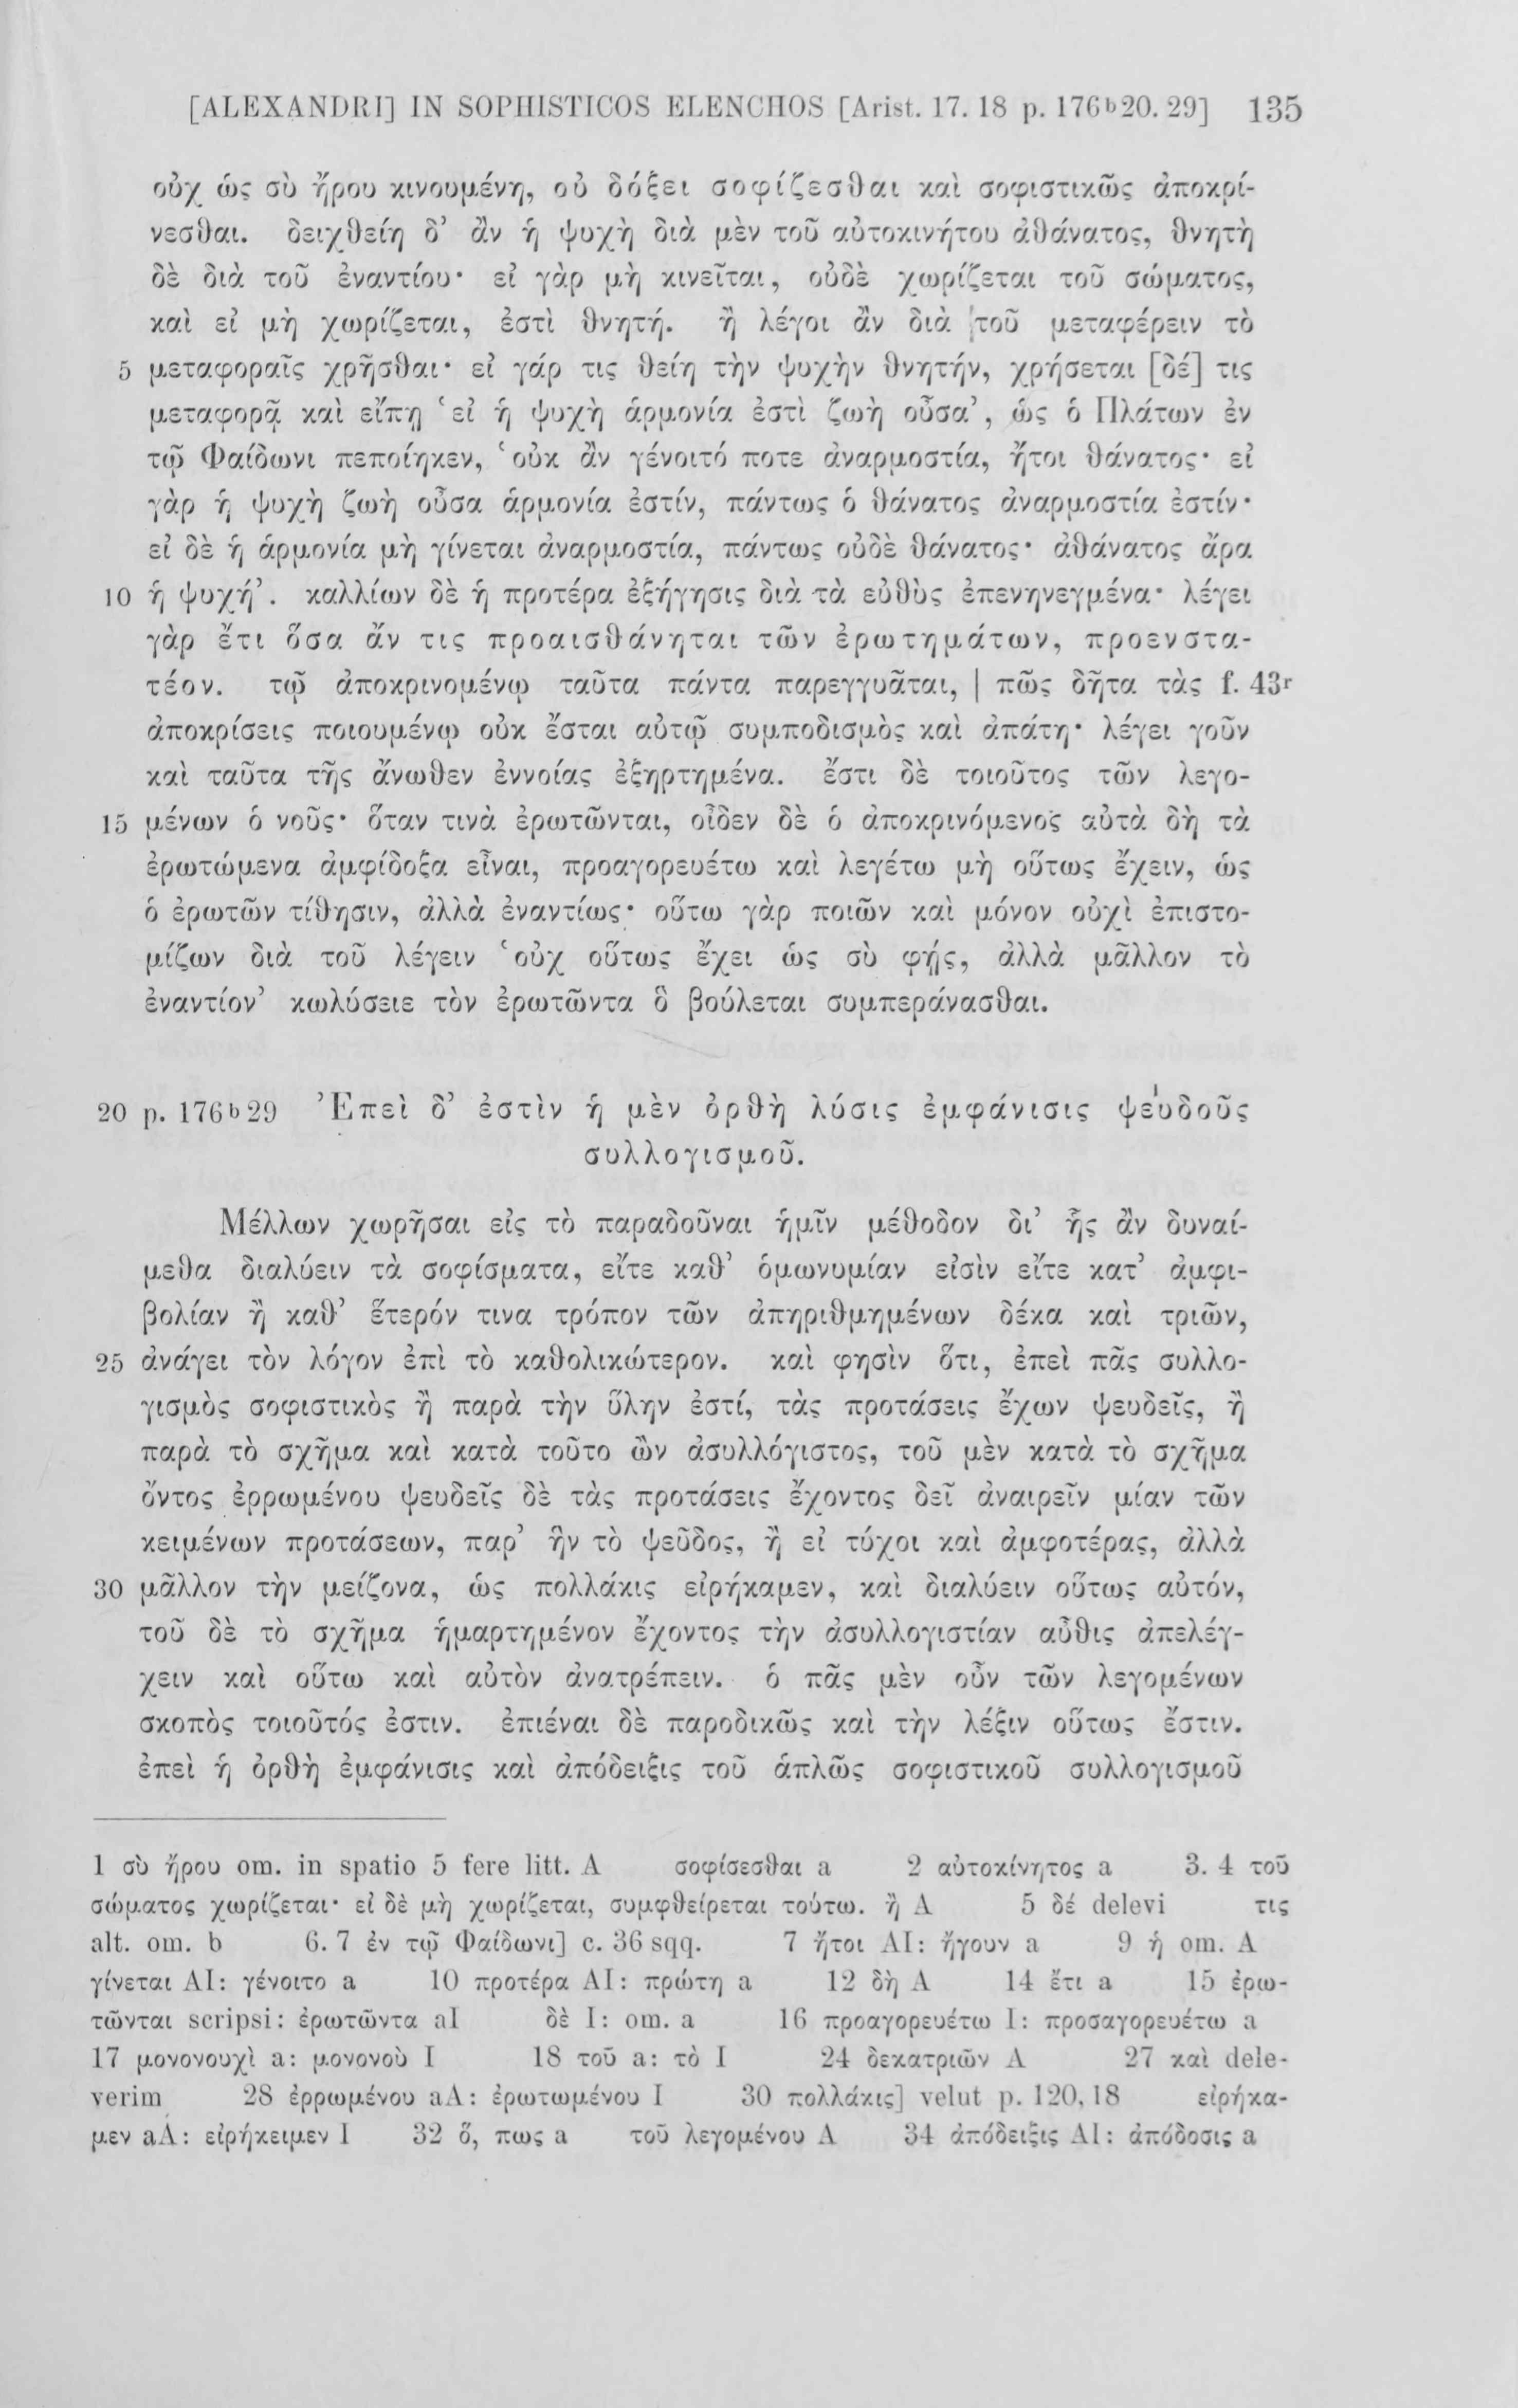 [ALEXANDRI] IN SOPHISTICOS ELENCHOS [Arist. 17. 18 p. 176ᵇ20. 29] 135
οὐχ ὡς σὺ ἤρου κινουμένη, οὐ δόξει σοφίζεσθαι καὶ σοφιστικῶς ἀποκρί-
νεσθαι. δειχθείη δ’ ἂν ἡ ψυχὴ διὰ μὲν τοῦ αὐτοκινήτου ἀθάνατος, θνητὴ
δὲ διὰ τοῦ ἐναντίου· εἰ γὰρ μὴ κινεῖται, οὐδὲ χωρίζεται τοῦ σώματος,
καὶ εἰ μὴ χωρίζεται, ἐστὶ θνητή. ἢ λέγοι ἂν διὰ τοῦ μεταφέρειν τὸ
5 μεταφοραῖς χρῆσθαι· εἰ γάρ τις θείη τὴν ψυχὴν θνητήν, χρήσεται [δέ] τις
μεταφορᾷ καὶ εἴπῃ ‘εἰ ἡ ψυχὴ ἁρμονία ἐστὶ ζωὴ οὖσα’, ὡς ὁ Πλάτων ἐν
τῷ Φαίδωνι πεποίηκεν, ‘οὐκ ἂν γένοιτό ποτε ἀναρμοστία, ἤτοι θάνατος· εἰ
γὰρ ἡ ψυχὴ ζωὴ οὖσα ἁρμονία ἐστίν, πάντως ὁ θάνατος ἀναρμοστία ἐστίν·
εἰ δὲ ἡ ἁρμονία μὴ γίνεται ἀναρμοστία, πάντως οὐδὲ θάνατος· ἀθάνατος ἄρα
10 ἡ ψυχή’. καλλίων δὲ ἡ προτέρα ἐξήγησις διὰ τὰ εὐθὺς ἐπενηνεγμένα· λέγει
γὰρ ἔτι ὅσα ἄν τις προαισθάνηται τῶν ἐρωτημάτων, προενστα-
τέον. τῷ ἀποκρινομένῳ ταῦτα πάντα παρεγγυᾶται, | πῶς δῆτα τὰς f. 43ʳ
ἀποκρίσεις ποιουμένῳ οὐκ ἔσται αὐτῷ συμποδισμὸς καὶ ἀπάτη· λέγει γοῦν
καὶ ταῦτα τῆς ἄνωθεν ἐννοίας ἐξηρτημένα. ἔστι δὲ τοιοῦτος τῶν λεγο-
15 μένων ὁ νοῦς· ὅταν τινὰ ἐρωτῶνται, οἶδεν δὲ ὁ ἀποκρινόμενος αὐτὰ δὴ τὰ
ἐρωτώμενα ἀμφίδοξα εἶναι, προαγορευέτω καὶ λεγέτω μὴ οὕτως ἔχειν, ὡς
ὁ ἐρωτῶν τίθησιν, ἀλλὰ ἐναντίως· οὕτω γὰρ ποιῶν καὶ μόνον οὐχὶ ἐπιστο-
μίζων διὰ τοῦ λέγειν ‘οὐχ οὕτως ἔχει ὡς σὺ φῄς, ἀλλὰ μᾶλλον τὸ
ἐναντίον’ κωλύσειε τὸν ἐρωτῶντα ὃ βούλεται συμπεράνασθαι.
20 p. 176ᵇ29 Ἐπεὶ δ’ ἐστὶν ἡ μὲν ὀρθὴ λύσις ἐμφάνισις ψευδοῦς
συλλογισμοῦ.
Μέλλων χωρῆσαι εἰς τὸ παραδοῦναι ἡμῖν μέθοδον δι’ ἧς ἂν δυναί-
μεθα διαλύειν τὰ σοφίσματα, εἴτε καθ’ ὁμωνυμίαν εἰσὶν εἴτε κατ’ ἀμφι-
βολίαν ἢ καθ’ ἕτερόν τινα τρόπον τῶν ἀπηριθμημένων δέκα καὶ τριῶν,
25 ἀνάγει τὸν λόγον ἐπὶ τὸ καθολικώτερον. καὶ φησὶν ὅτι, ἐπεὶ πᾶς συλλο-
γισμὸς σοφιστικὸς ἢ παρὰ τὴν ὕλην ἐστί, τὰς προτάσεις ἔχων ψευδεῖς, ἢ
παρὰ τὸ σχῆμα καὶ κατὰ τοῦτο ὢν ἀσυλλόγιστος, τοῦ μὲν κατὰ τὸ σχῆμα
ὄντος ἐρρωμένου ψευδεῖς δὲ τὰς προτάσεις ἔχοντος δεῖ ἀναιρεῖν μίαν τῶν
κειμένων προτάσεων, παρ’ ἣν τὸ ψεῦδος, ἢ εἰ τύχοι καὶ ἀμφοτέρας, ἀλλὰ
30 μᾶλλον τὴν μείζονα, ὡς πολλάκις εἰρήκαμεν, καὶ διαλύειν οὕτως αὐτόν,
τοῦ δὲ τὸ σχῆμα ἡμαρτημένον ἔχοντος τὴν ἀσυλλογιστίαν αὖθις ἀπελέγ-
χειν καὶ οὕτω καὶ αὐτὸν ἀνατρέπειν. ὁ πᾶς μὲν οὖν τῶν λεγομένων
σκοπὸς τοιοῦτός ἐστιν. ἐπιέναι δὲ παροδικῶς καὶ τὴν λέξιν οὕτως ἔστιν.
ἐπεὶ ἡ ὀρθὴ ἐμφάνισις καὶ ἀπόδειξις τοῦ ἁπλῶς σοφιστικοῦ συλλογισμοῦ
1 σὺ ἤρου om. in spatio 5 fere litt. A σοφίσεσθαι a 2 αὐτοκίνητος a 3. 4 τοῦ
σώματος χωρίζεται· εἰ δὲ μὴ χωρίζεται, συμφθείρεται τούτω. ἢ A 5 δέ delevi τις
alt. om. b 6. 7 ἐν τῷ Φαίδωνι] c. 36 sqq. 7 ἤτοι AI: ἤγουν a 9 ἡ om. A
γίνεται AI: γένοιτο a 10 προτέρα AI: πρώτη a 12 δὴ A 14 ἔτι a 15 ἐρω-
τῶνται scripsi: ἐρωτῶντα aI δὲ I: om. a 16 προαγορευέτω I: προσαγορευέτω a
17 μονονουχὶ a: μονονοὺ I 18 τοῦ a: τὸ I 24 δεκατριῶν A 27 καὶ dele-
verim 28 ἐρρωμένου aA: ἐρωτωμένου I 30 πολλάκις] velut p. 120, 18 εἰρήκα-
μεν aA: εἰρήκειμεν I 32 ὅ, πως a τοῦ λεγομένου A 34 ἀπόδειξις AI: ἀπόδοσις a